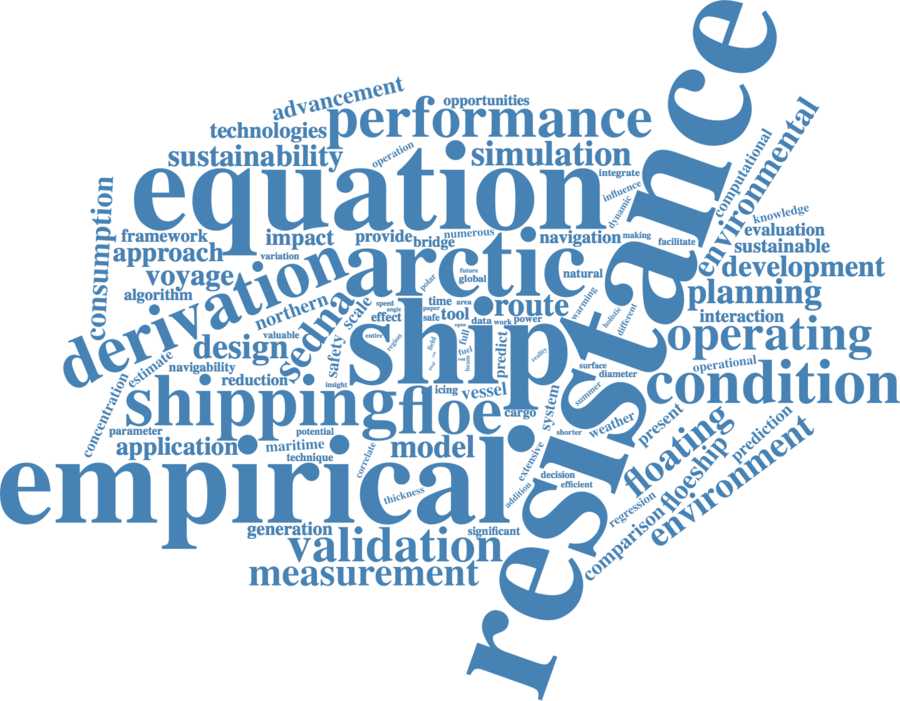 advancement
opportunities
technologies
performance
sustainability
operation
simulation
equation
integrate
influence
dynamic
computational
environmental
resistance
consumption
framework
approach
impact
variation
provide
bridge
numerous
navigation
making
facilitate
knowledge
evaluation
sustainable
development
voyage
algorithm
derivation
arctic
polar
future
global
natural
warming
holistic
different
planning
interaction
operating
northern
valuable
design
sedna
scale
safety
speed
angle
effect
region
entire
paper
safe
time
area
tool
open
data
work
power
route
ship
field
full
fuel
beam
predict
reality
navigability
estimate
reduction
insight
concentration
parameter
shipping
floe
icing
vessel
cargo
system
surface
diameter
summer
operational
condition
application
potential
maritime
technique
correlate
model
shorter
weather
present
floating
prediction
empirical
thickness
extensive
addition
decision
efficient
regression
comparison
floeship
environment
generation
significant
validation
measurement